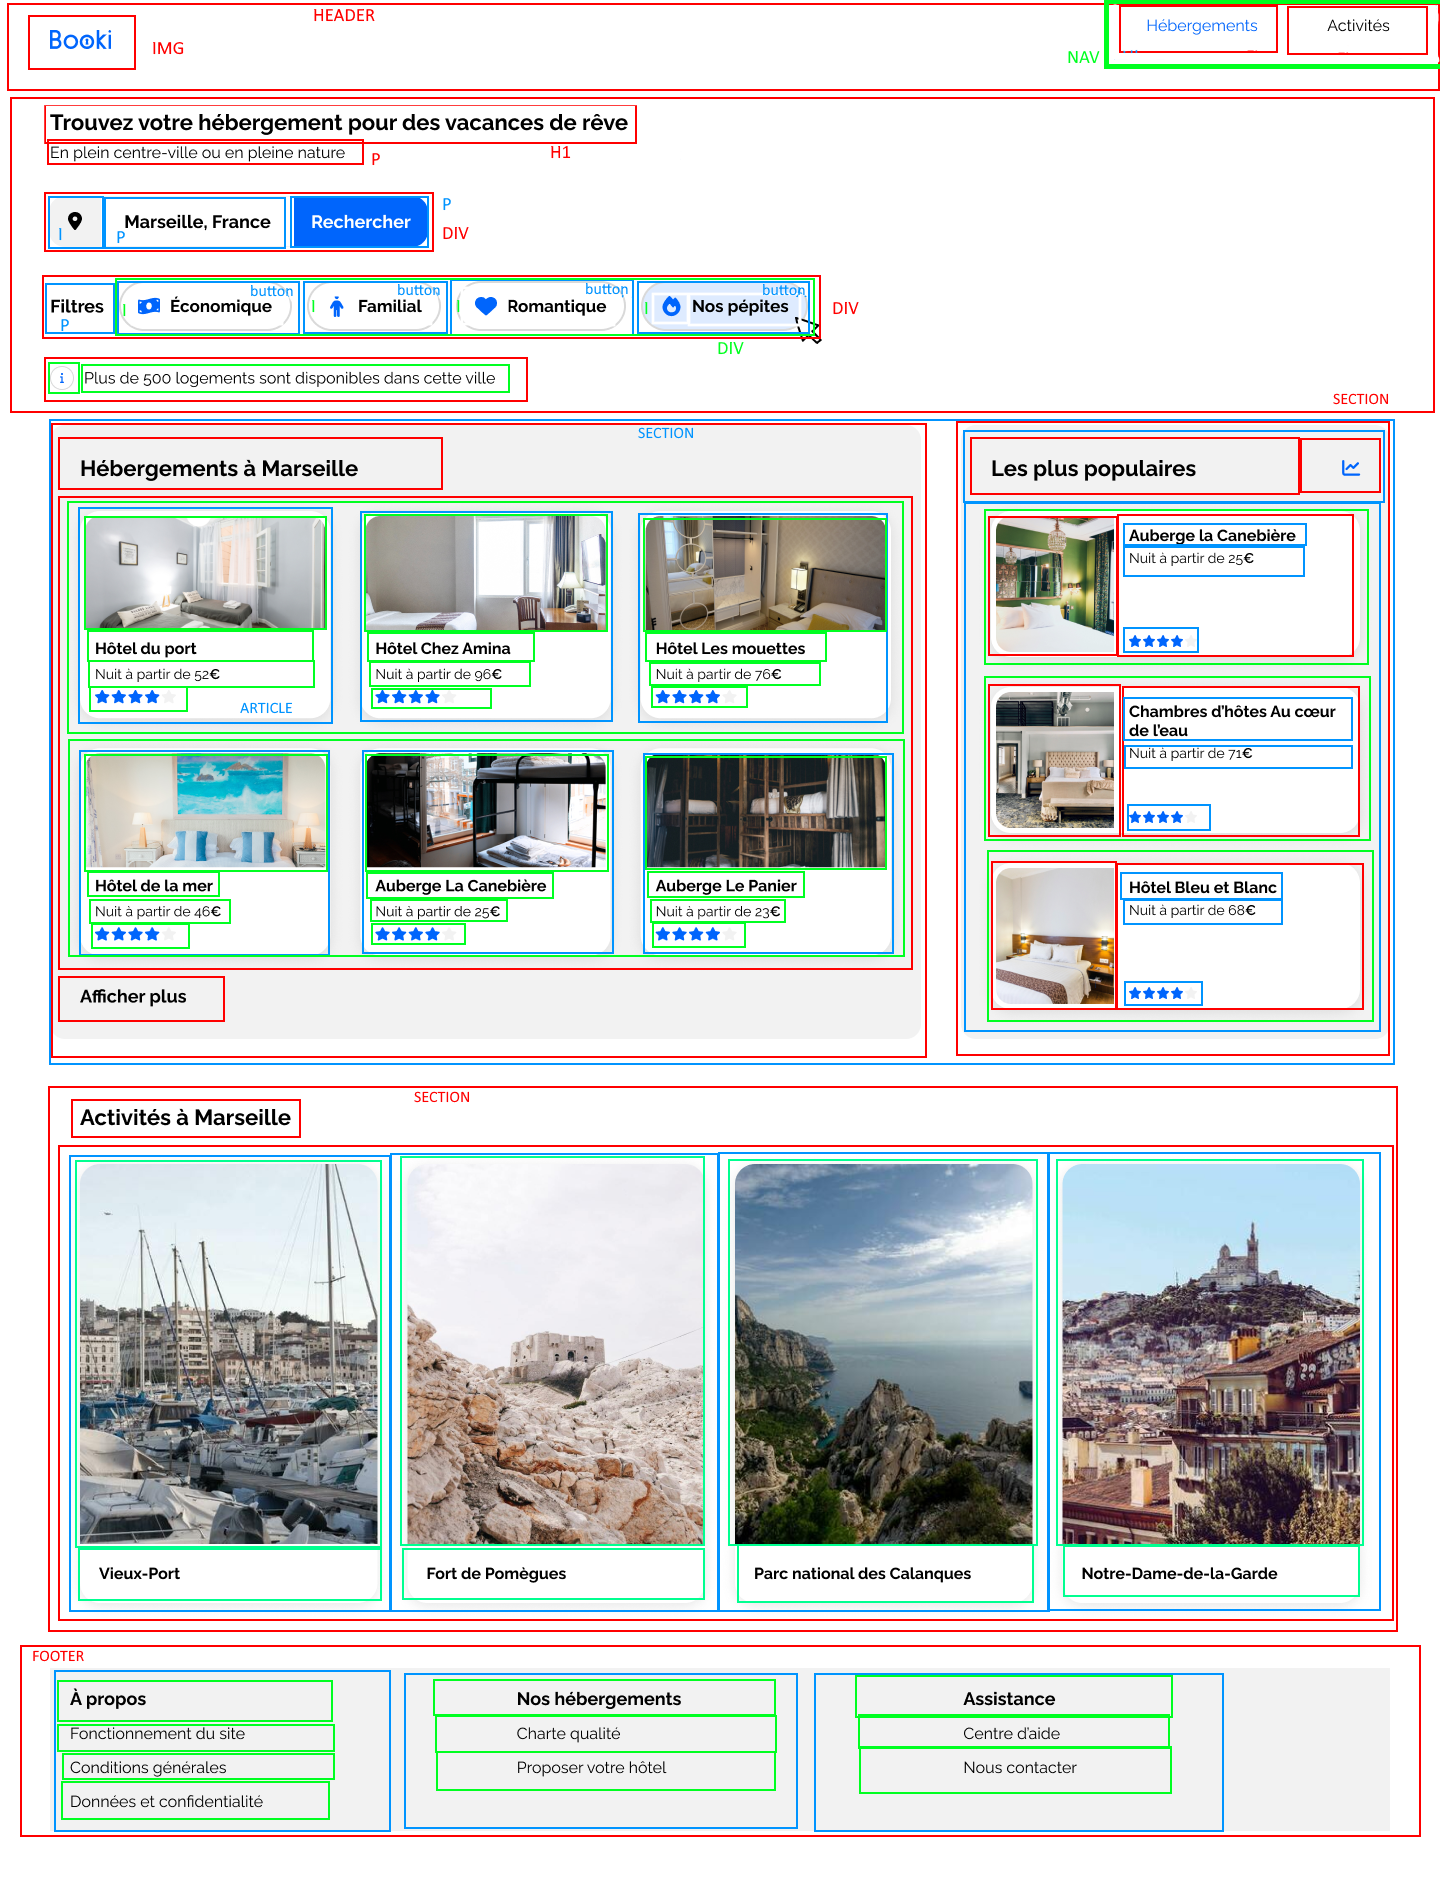 HEADER
Booki
IMG
NAV
Hébergements
Activités
Trouvez votre hébergement pour des vacances de rêve
En plein centre-ville ou en pleine nature
P
H1
I
P
Marseille, France
Rechercher
P
DIV
Filtres
P
I
Économique
button
I
Familial
button
I
Romantique
button
I
Nos pépites
button
DIV
DIV
i
Plus de 500 logements sont disponibles dans cette ville
SECTION
SECTION
Hébergements à Marseille
Hôtel du port
Nuit à partir de 52€
ARTICLE
Hôtel Chez Amina
Nuit à partir de 96€
Hôtel Les mouettes
Nuit à partir de 76€
Hôtel de la mer
Nuit à partir de 46€
Auberge La Canebière
Nuit à partir de 25€
Auberge Le Panier
Nuit à partir de 23€
Afficher plus
Les plus populaires
Auberge la Canebière
Nuit à partir de 25€
Chambres d’hôtes Au cœur
de l’eau
Nuit à partir de 71€
Hôtel Bleu et Blanc
Nuit à partir de 68€
SECTION
Activités à Marseille
Vieux-Port
Fort de Pomègues
Parc national des Calanques
Notre-Dame-de-la-Garde
FOOTER
À propos
Fonctionnement du site
Conditions générales
Données et confidentialité
Nos hébergements
Charte qualité
Proposer votre hôtel
Assistance
Centre d’aide
Nous contacter